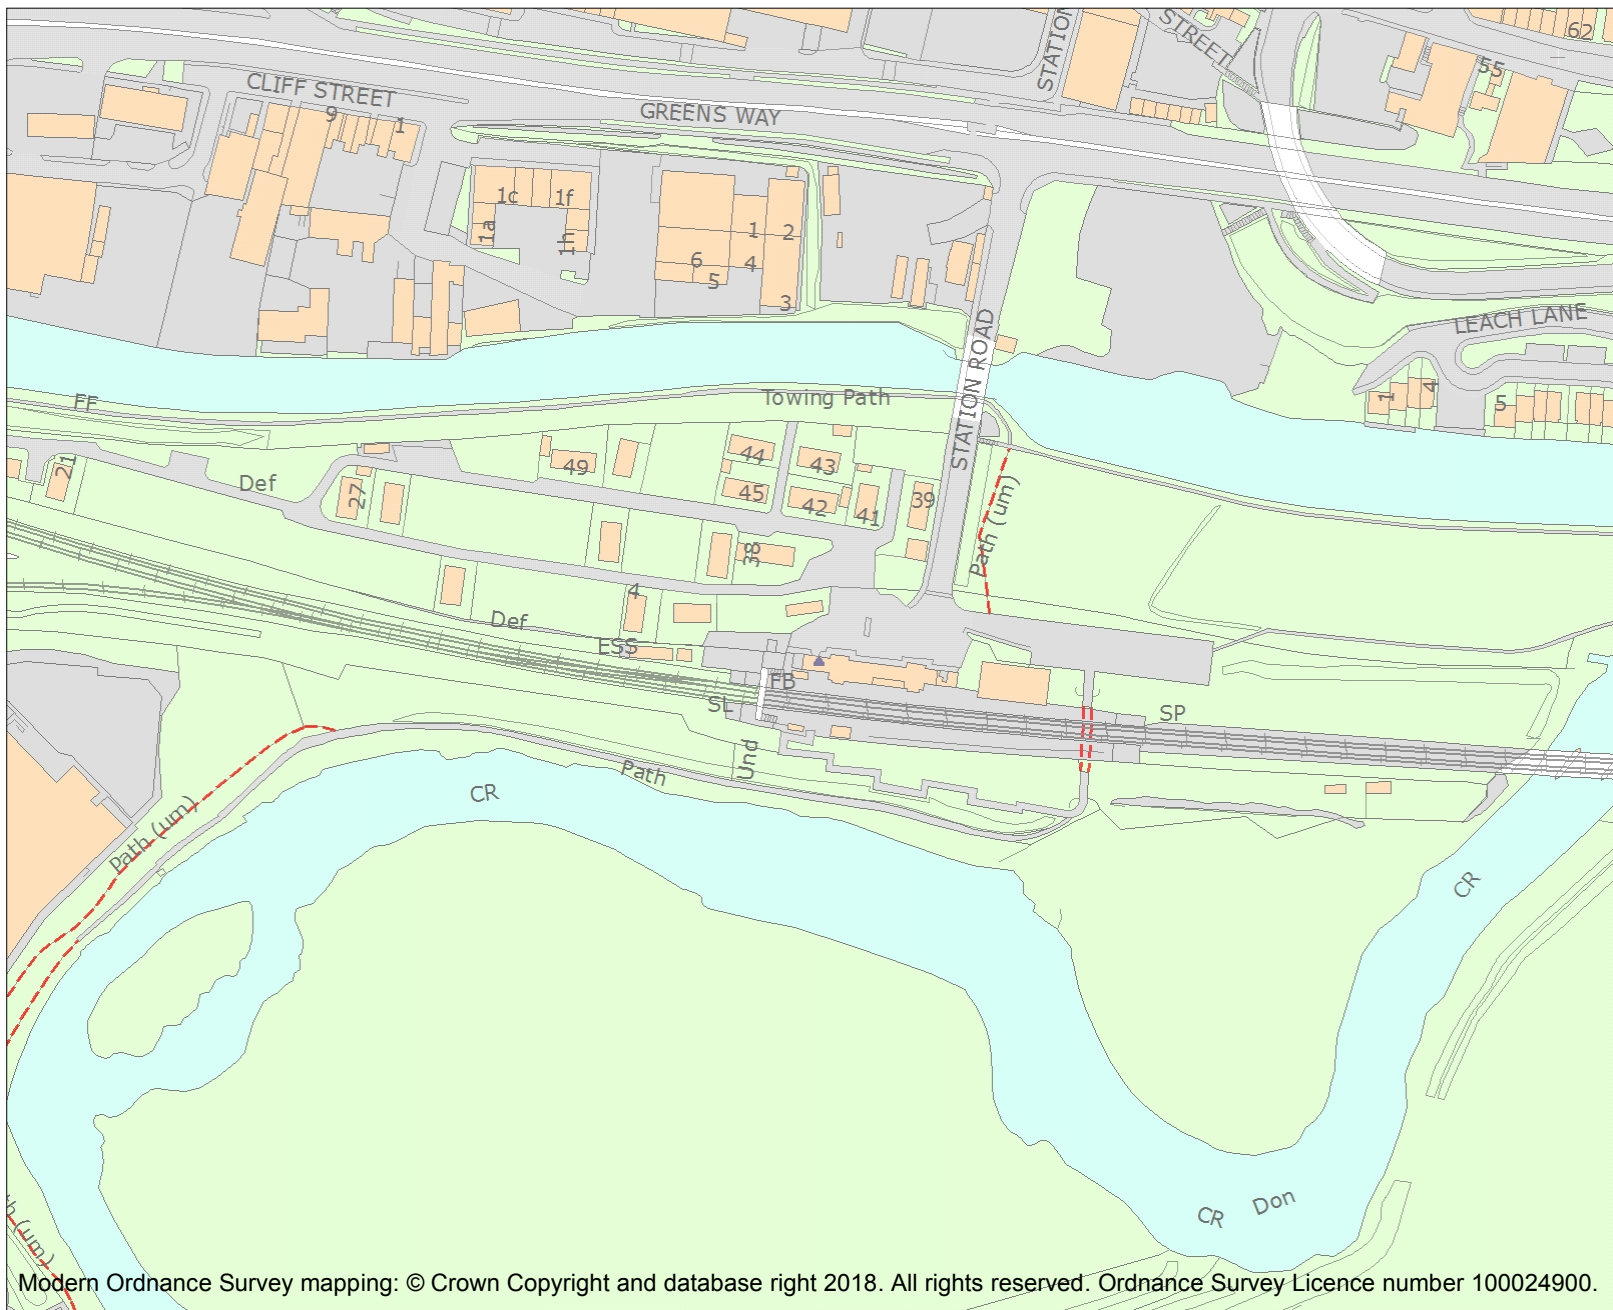 STATION
STREET
62
55
CLIFF STREET
9
1
GREENS WAY
1c
1f
1a
1h
1
2
6
4
5
3
STATION ROAD
LEACH LANE
1
4
5
FF
Towing Path
21
Def
27
49
44
43
45
42
41
39
38
Path (um)
4
Def
ESS
FB
SL
SP
Und
Path
CR
Path (um)
CR
CR
Don
th (um)
Modern Ordnance Survey mapping: © Crown Copyright and database right 2018. All rights reserved. Ordnance Survey Licence number 100024900.